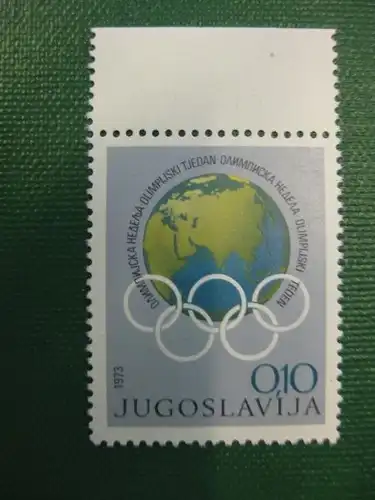 ОЛИМПИЈСКА НЕДЕЉА OLIMPIJSKI TJEDAN ОЛИМПИСКА НЕДЕЛА OLIMPIJSKI TEDEN
1973
0,10
JUGOSLAVIJA